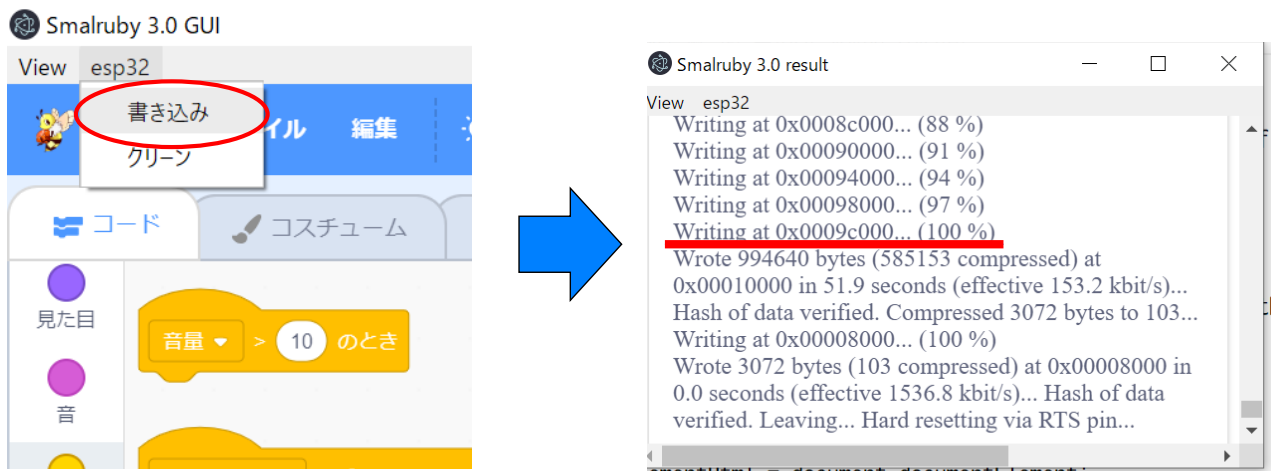 Smalruby 3.0 GUI
View esp32
書き込み
クリーン
イル 編集
コード コスチューム
見た目
音
音量 > 10 のとき
Smalruby 3.0 result
View esp32
Writing at 0x0008c000... (88 %)
Writing at 0x00090000... (91 %)
Writing at 0x00094000... (94 %)
Writing at 0x00098000... (97 %)
Writing at 0x0009c000... (100 %)
Wrote 994640 bytes (585153 compressed) at
0x00010000 in 51.9 seconds (effective 153.2 kbit/s)...
Hash of data verified. Compressed 3072 bytes to 103...
Writing at 0x00008000... (100 %)
Wrote 3072 bytes (103 compressed) at 0x00008000 in
0.0 seconds (effective 1536.8 kbit/s)... Hash of data
verified. Leaving... Hard resetting via RTS pin...